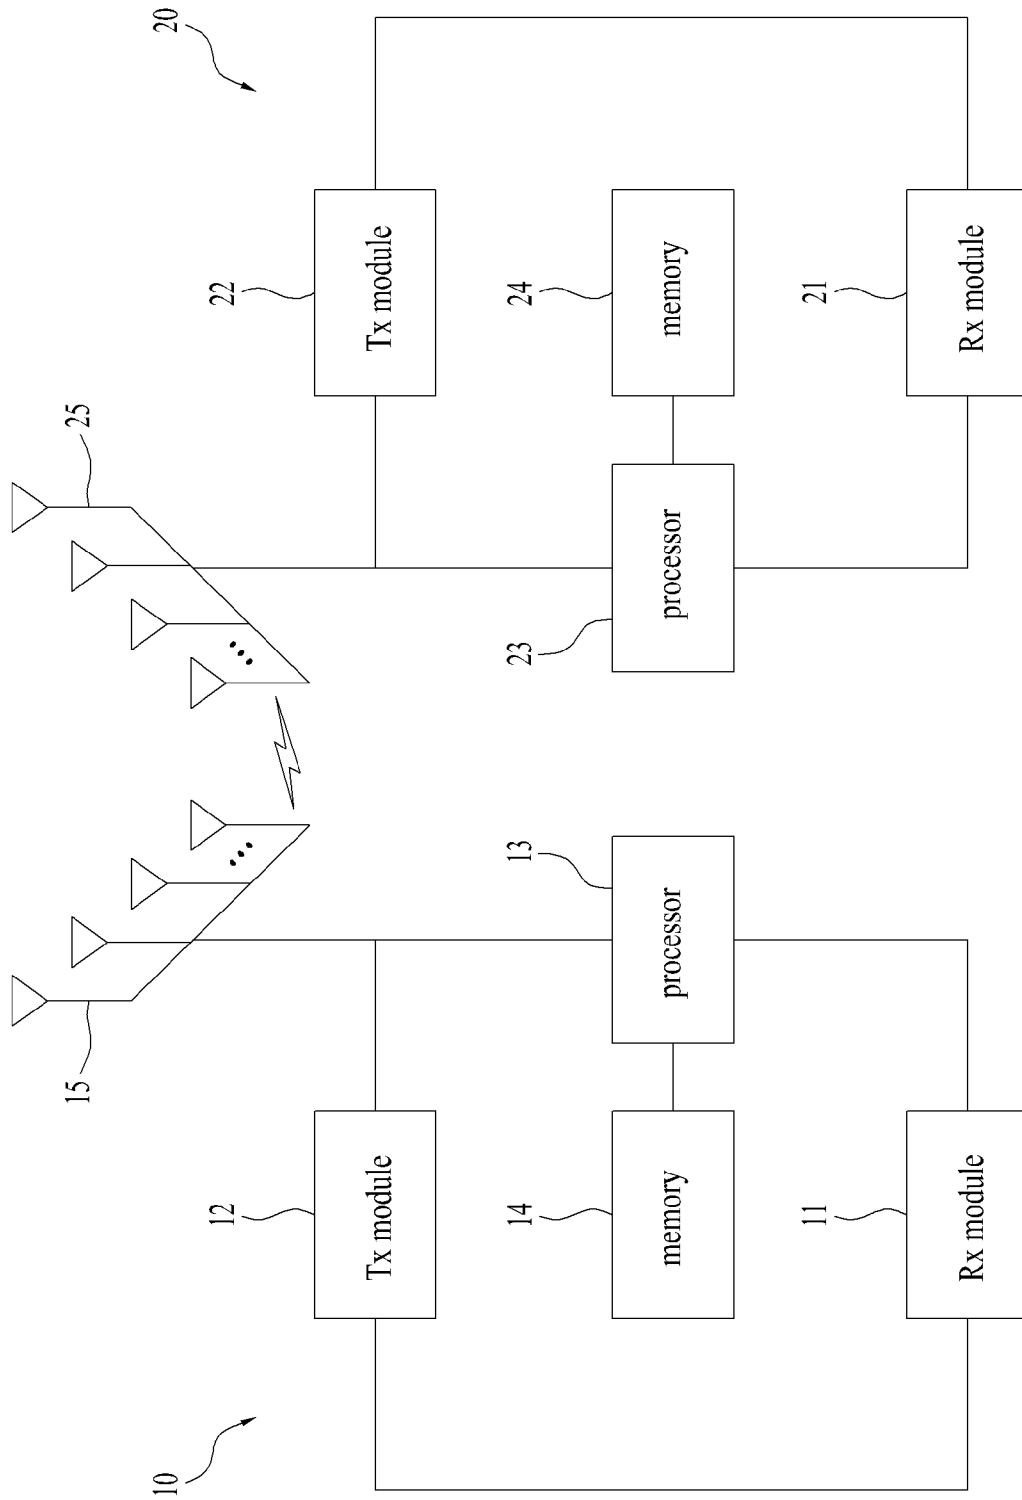 10
20
15
25
12
Tx module
22
Tx module
13
processor
14
memory
23
processor
24
memory
11
Rx module
21
Rx module